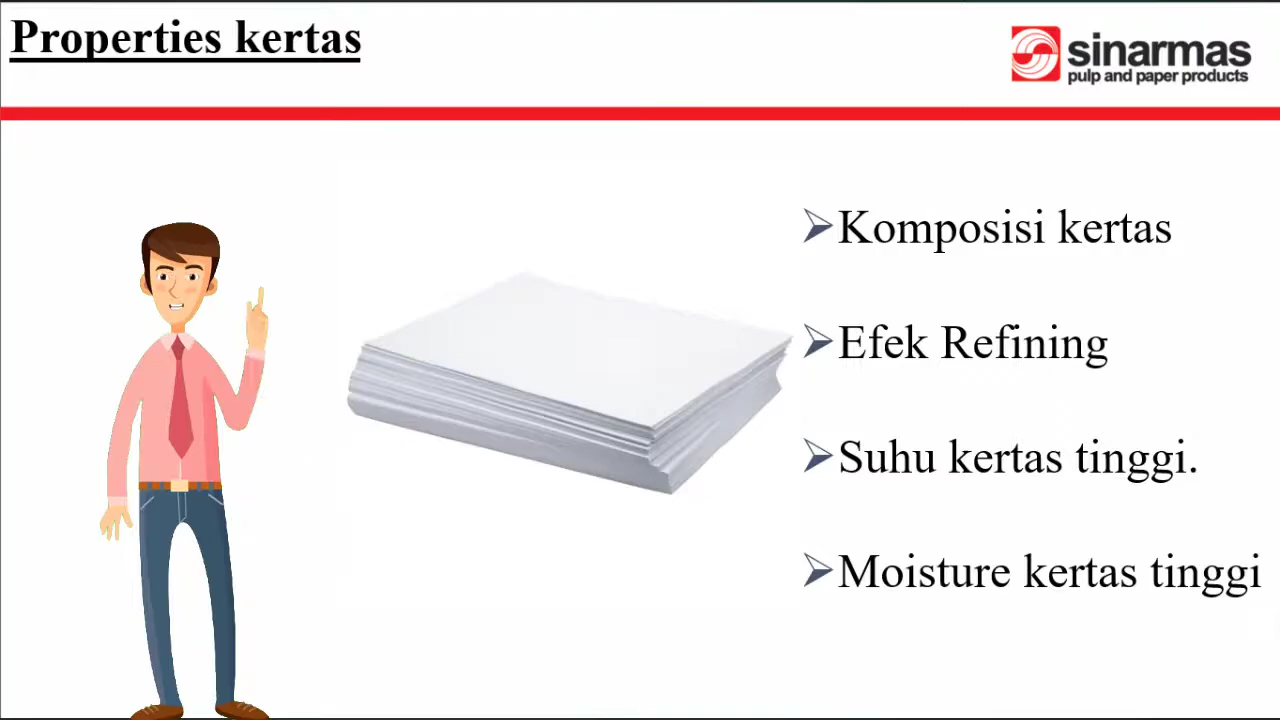 Properties kertas
sinarmas
pulp and paper products
Komposisi kertas
Efek Refining
Suhu kertas tinggi.
Moisture kertas tinggi